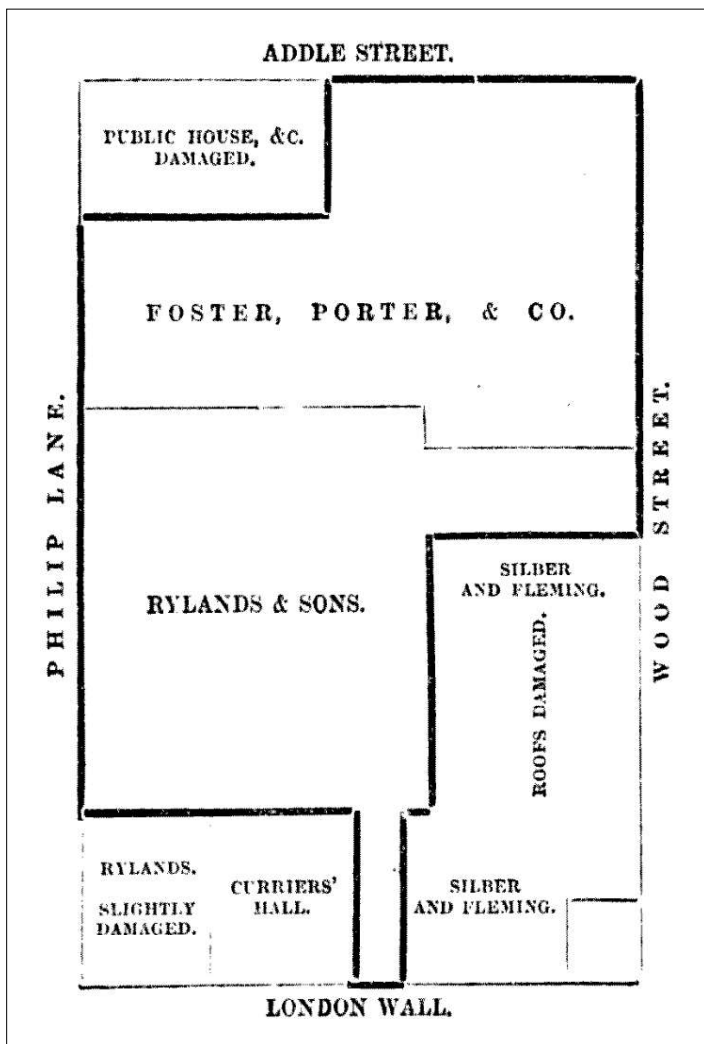 ADDLE STREET.
PUBLIC HOUSE, &C.
DAMAGED.
FOSTER, PORTER, & CO.
PHILIP LANE.
WOOD STREET.
RYLANDS & SONS.
SILBER
AND FLEMING.
ROOFS DAMAGED.
RYLANDS.
SLIGHTLY
DAMAGED.
CURRIERS'
HALL.
SILBER
AND FLEMING.
LONDON WALL.